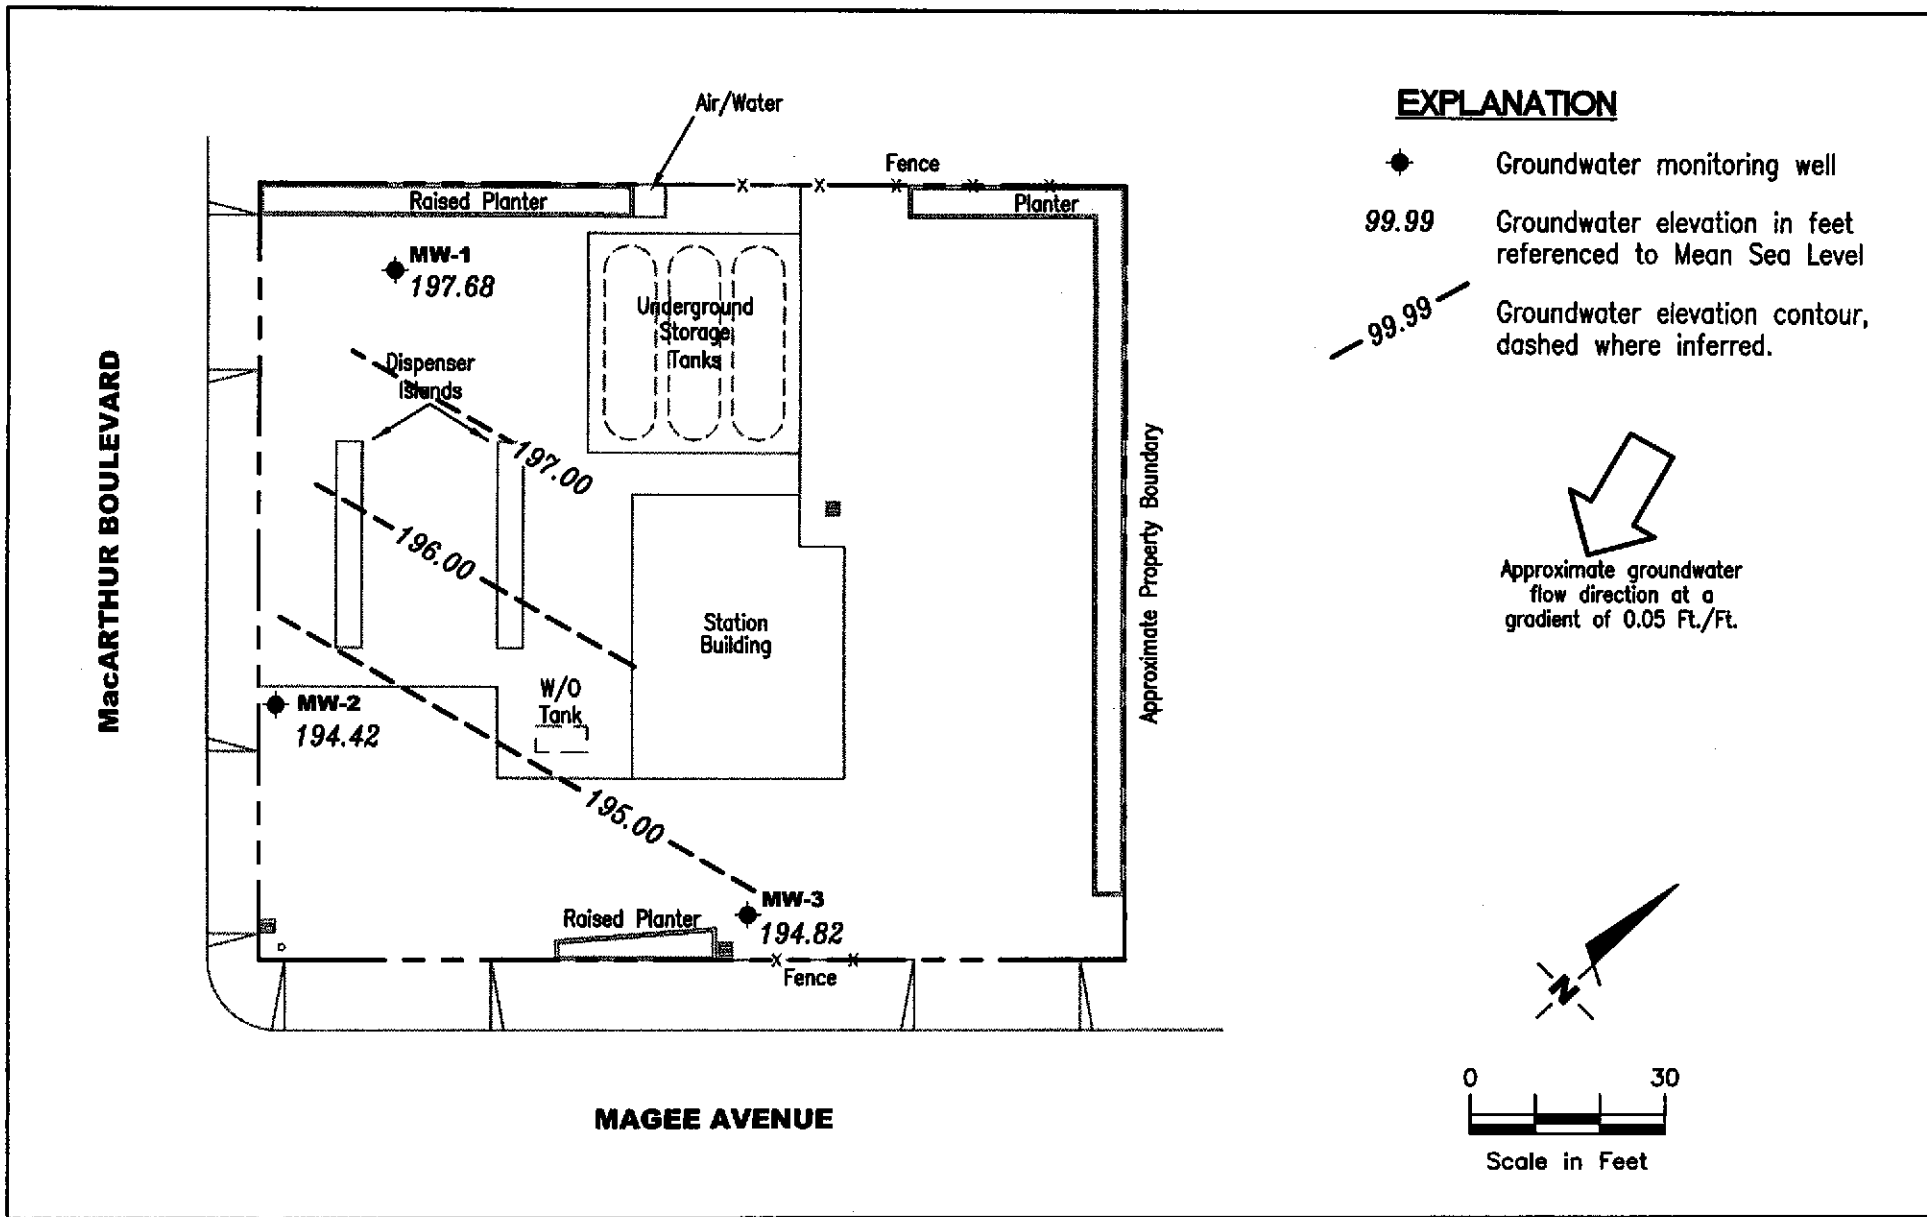 Air/Water
Fence
Raised Planter
Planter
MW-1
197.68
Underground
Storage
Tanks
Dispenser
Islands
197.00
196.00
Station
Building
W/O
Tank
MW-2
194.42
195.00
MW-3
194.82
Raised Planter
Fence
MacARTHUR BOULEVARD
Approximate Property Boundary
MAGEE AVENUE
EXPLANATION
Groundwater monitoring well
99.99
Groundwater elevation in feet
referenced to Mean Sea Level
99.99
Groundwater elevation contour,
dashed where inferred.
Approximate groundwater
flow direction at a
gradient of 0.05 Ft./Ft.
N
0 30
Scale in Feet